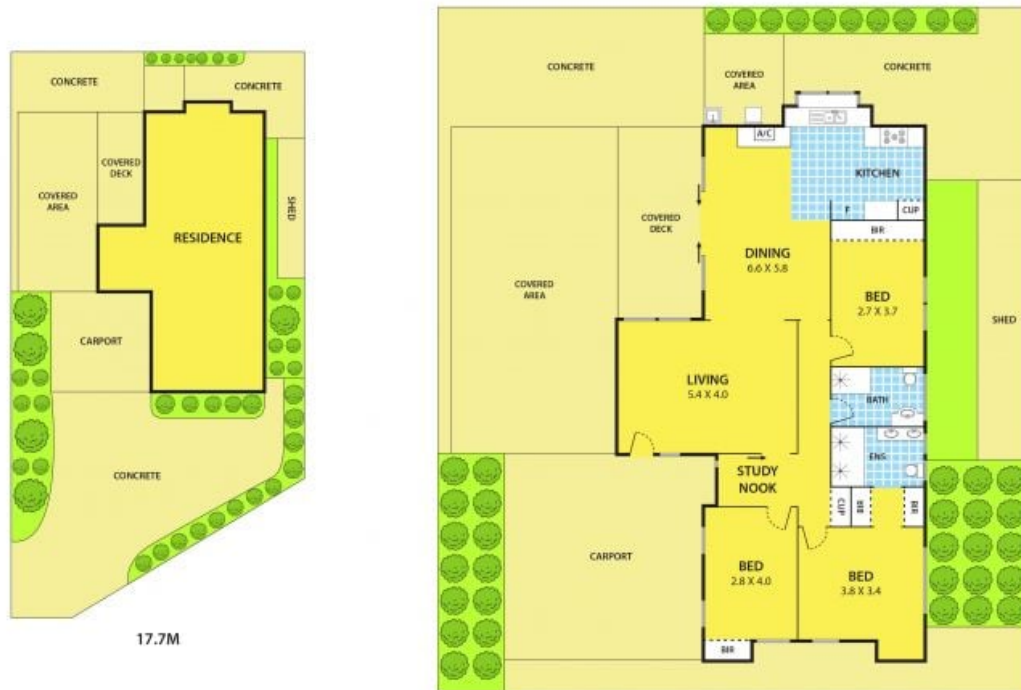 CONCRETE
CONCRETE
COVERED
DECK
COVERED
AREA
SHED
RESIDENCE
CARPORT
CONCRETE
17.7M
CONCRETE
COVERED
AREA
CONCRETE
A/C
KITCHEN
F
CUP
BIR
COVERED
DECK
DINING
6.6 X 5.8
COVERED
AREA
BED
2.7 X 3.7
SHED
LIVING
5.4 X 4.0
BATH
ENS
STUDY
NOOK
CUP
BIR
BIR
CARPORT
BED
2.8 X 4.0
BED
3.8 X 3.4
BIR